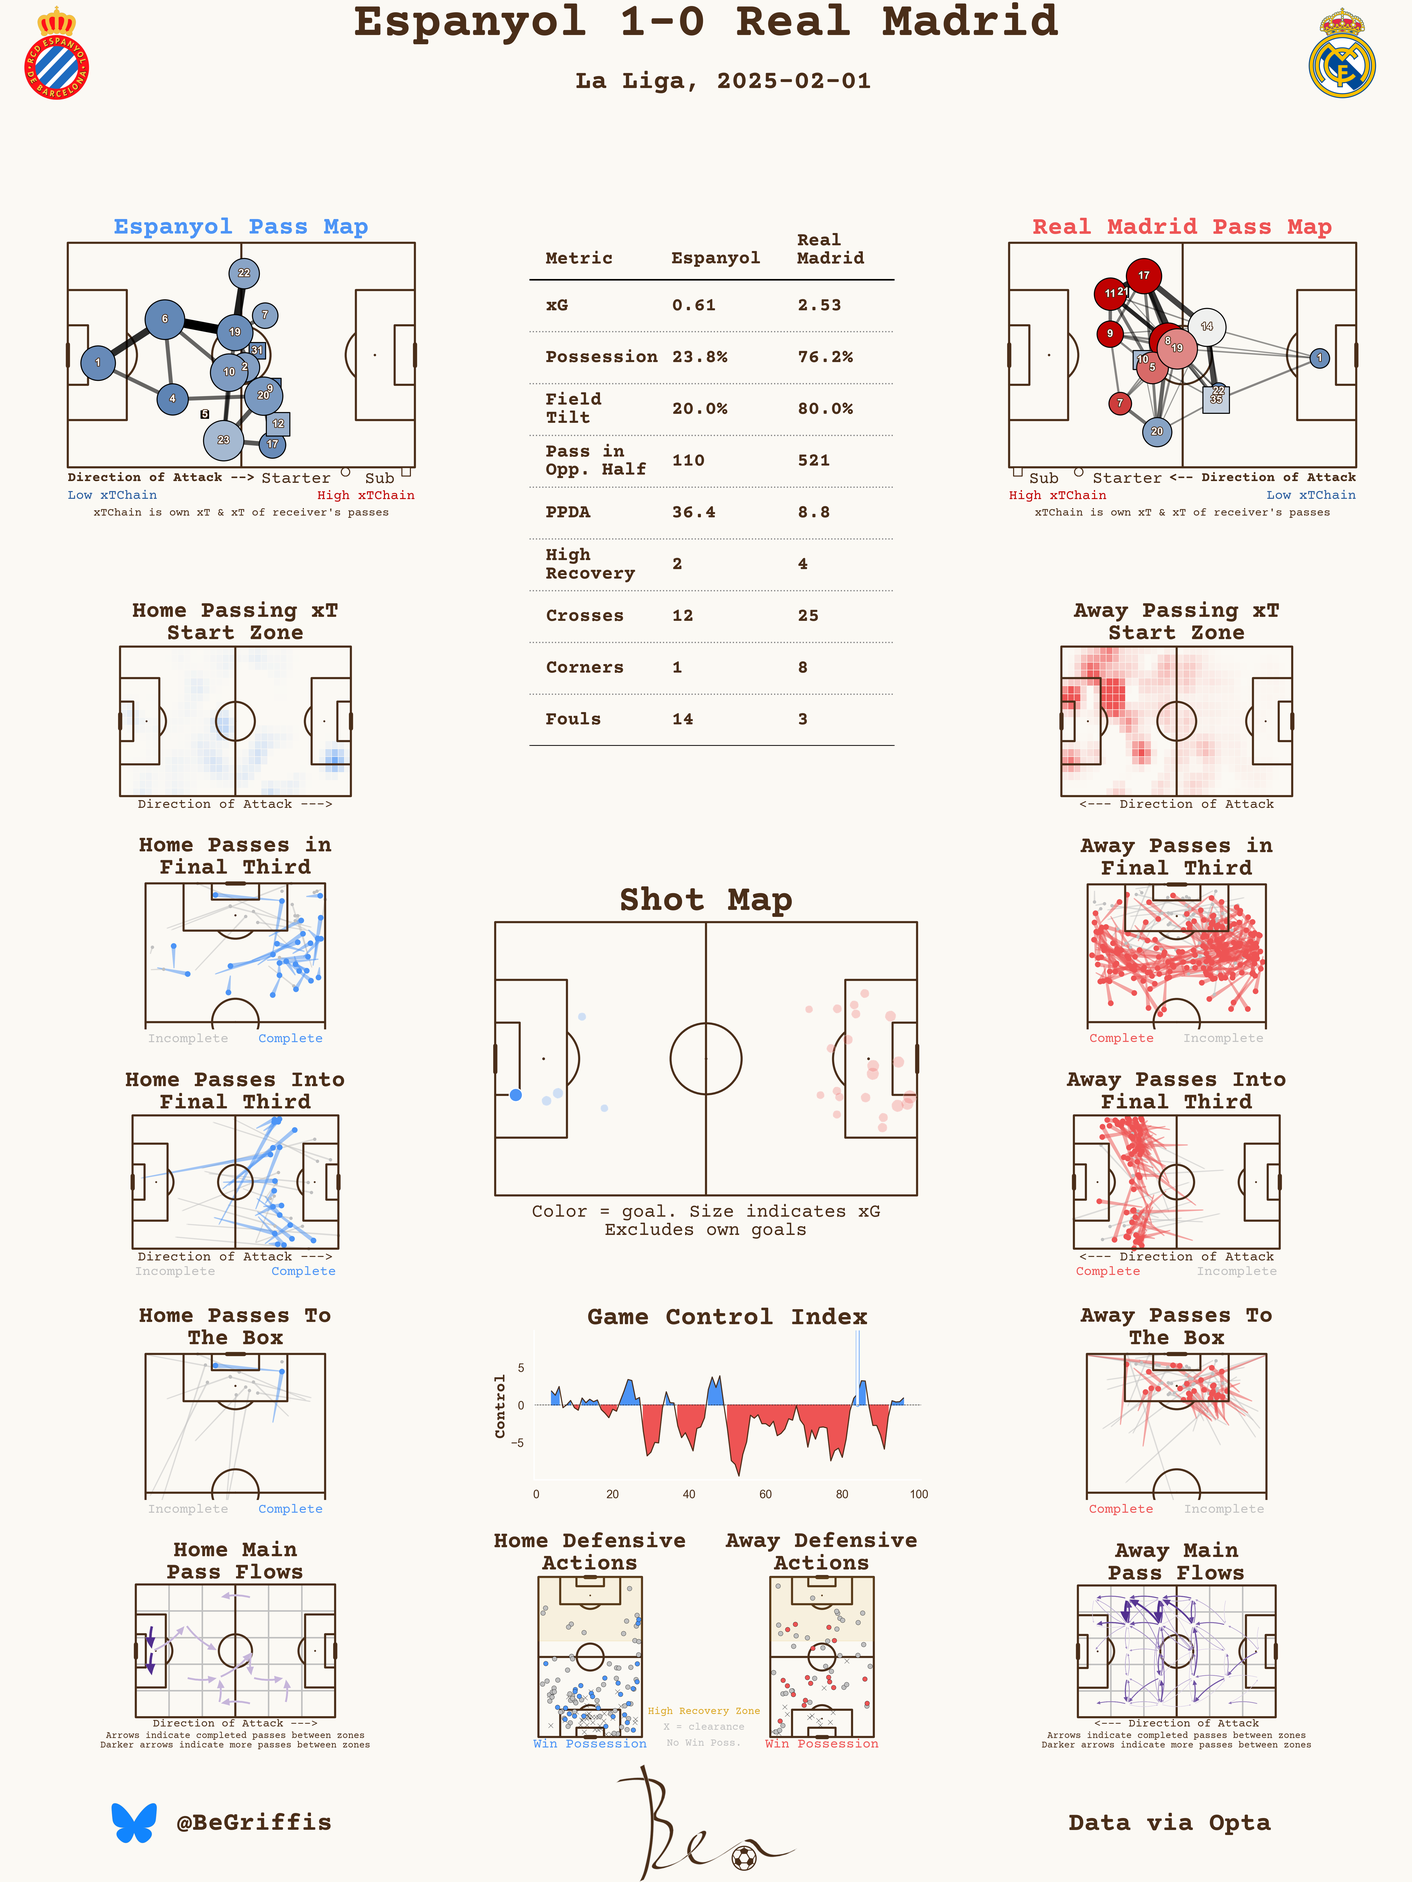 Espanyol 1-0 Real Madrid
La Liga, 2025-02-01
RCD ESPANYOL
DE BARCELONA
Espanyol Pass Map
22
7
6
19
31
1
2
10
9
20
4
5
12
23
17
Direction of Attack --> Starter Sub
Low xTChain High xTChain
xTChain is own xT & xT of receiver's passes
Metric Espanyol Real Madrid
xG 0.61 2.53
Possession 23.8% 76.2%
Field Tilt 20.0% 80.0%
Pass in Opp. Half 110 521
PPDA 36.4 8.8
High Recovery 2 4
Crosses 12 25
Corners 1 8
Fouls 14 3
Real Madrid Pass Map
17
11
21
14
9
8
19
10
5
1
22
35
7
20
Sub Starter <-- Direction of Attack
High xTChain Low xTChain
xTChain is own xT & xT of receiver's passes
Home Passing xT
Start Zone
Direction of Attack --->
Away Passing xT
Start Zone
<--- Direction of Attack
Home Passes in
Final Third
Incomplete Complete
Away Passes in
Final Third
Complete Incomplete
Shot Map
Color = goal. Size indicates xG
Excludes own goals
Home Passes Into
Final Third
Direction of Attack --->
Incomplete Complete
Away Passes Into
Final Third
<--- Direction of Attack
Complete Incomplete
Home Passes To
The Box
Incomplete Complete
Game Control Index
Control
5
0
−5
0 20 40 60 80 100
Away Passes To
The Box
Complete Incomplete
Home Main
Pass Flows
Direction of Attack --->
Arrows indicate completed passes between zones
Darker arrows indicate more passes between zones
Home Defensive
Actions
Win Possession
Away Defensive
Actions
Win Possession
High Recovery Zone
X = clearance
No Win Poss.
Away Main
Pass Flows
<--- Direction of Attack
Arrows indicate completed passes between zones
Darker arrows indicate more passes between zones
@BeGriffis
Ben
Data via Opta